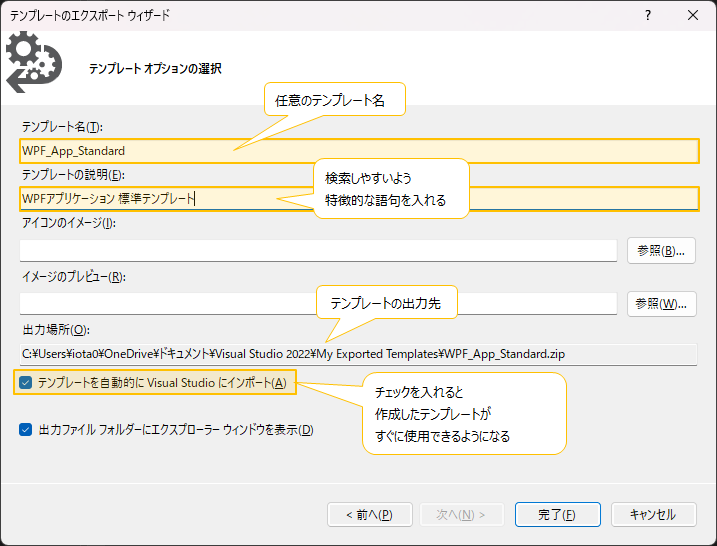 テンプレートのエクスポート ウィザード
? ×
テンプレート オプションの選択
任意のテンプレート名
テンプレート名(T):
WPF_App_Standard
テンプレートの説明(E):
検索しやすいよう
特徴的な語句を入れる
WPFアプリケーション 標準テンプレート
アイコンのイメージ(I):
参照(B)...
イメージのプレビュー(R):
参照(W)...
テンプレートの出力先
出力場所(O):
C:¥Users¥iota0¥OneDrive¥ドキュメント¥Visual Studio 2022¥My Exported Templates¥WPF_App_Standard.zip
テンプレートを自動的に Visual Studio にインポート(A)
チェックを入れると
作成したテンプレートが
すぐに使用できるようになる
出力ファイル フォルダーにエクスプローラー ウィンドウを表示(D)
< 前へ(P)
次へ(N) >
完了(F)
キャンセル